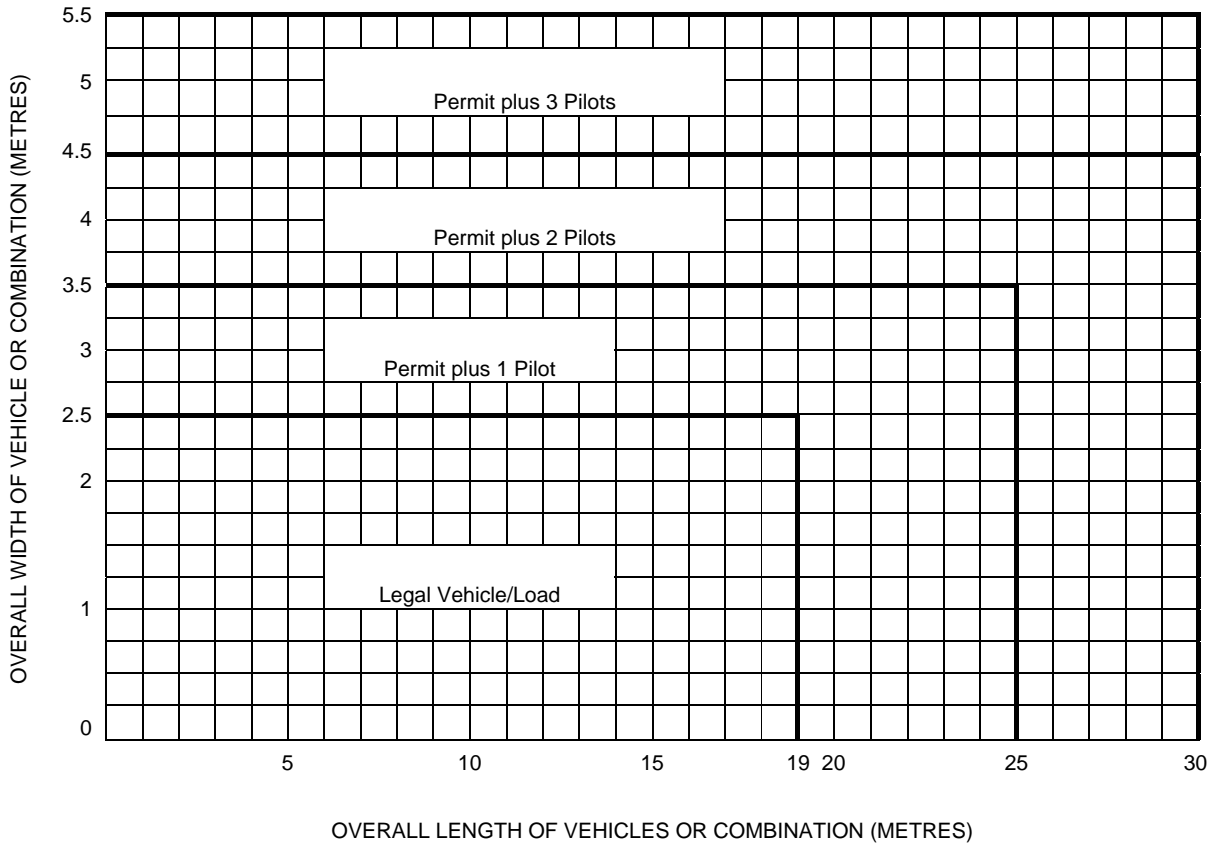 5.5
5
Permit plus 3 Pilots
4.5
4
Permit plus 2 Pilots
3.5
3
Permit plus 1 Pilot
2.5
2
Legal Vehicle/Load
1
0
OVERALL WIDTH OF VEHICLE OR COMBINATION (METRES)
5 10 15 19 20 25 30
OVERALL LENGTH OF VEHICLES OR COMBINATION (METRES)